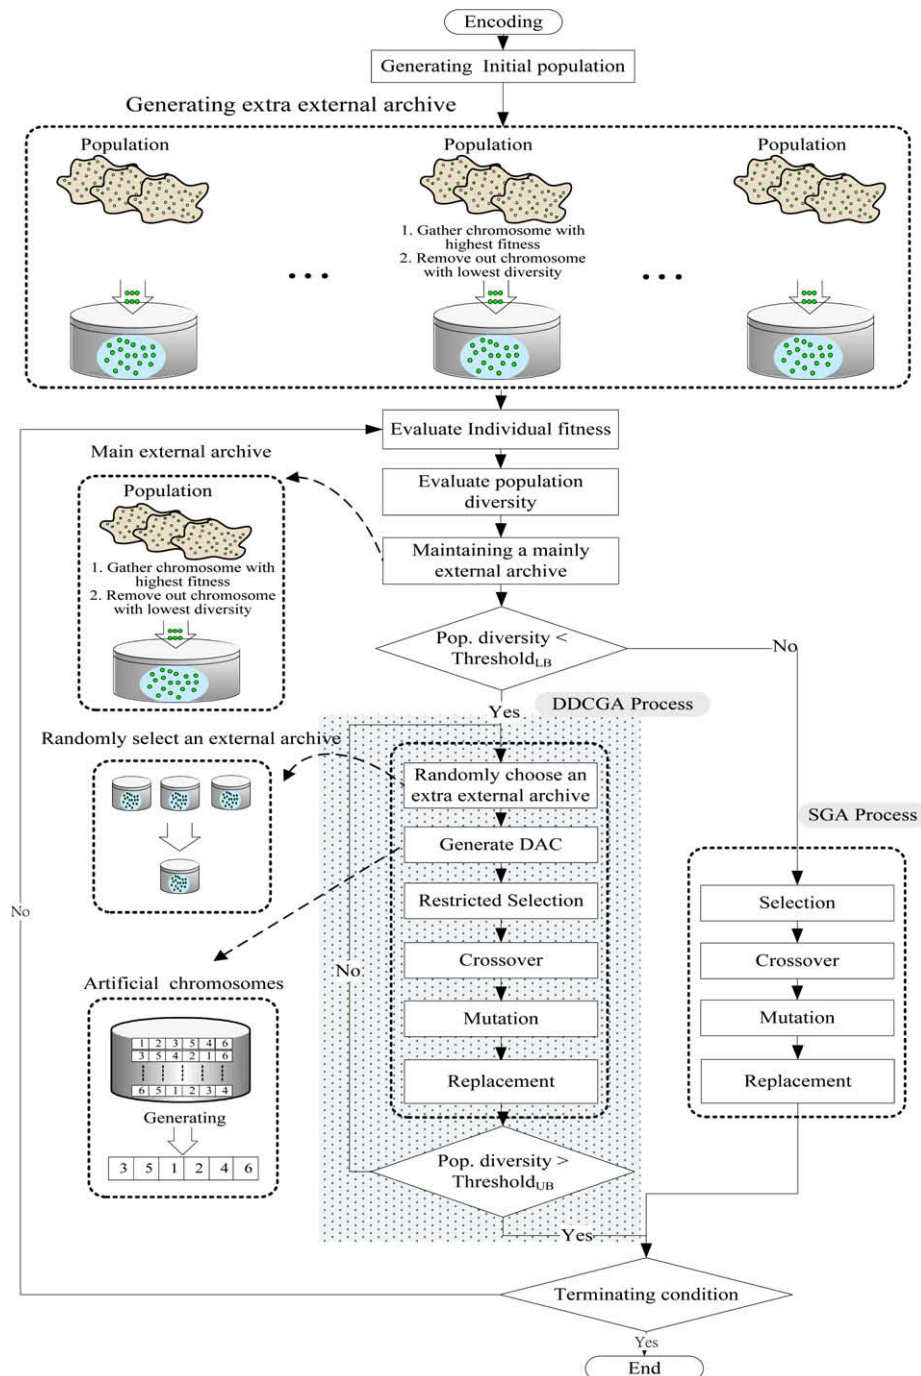 Encoding
Generating Initial population
Generating extra external archive
Population
Population
Population
1. Gather chromosome with
highest fitness
2. Remove out chromosome
with lowest diversity
• • •
• • •
Evaluate Individual fitness
Main external archive
Evaluate population
diversity
Population
Maintaining a mainly
external archive
1. Gather chromosome with
highest fitness
2. Remove out chromosome
with lowest diversity
Pop. diversity <
ThresholdLB
No
Yes
DDCGA Process
Randomly select an external archive
Randomly choose an
extra external archive
SGA Process
Generate DAC
Restricted Selection
Selection
No
Crossover
Crossover
No
Artificial chromosomes
Mutation
Mutation
1 2 3 5 4 6
3 5 4 2 1 6
6 5 1 2 3 4
Replacement
Replacement
Generating
3 5 1 2 4 6
Pop. diversity >
ThresholdUB
Yes
Terminating condition
Yes
End